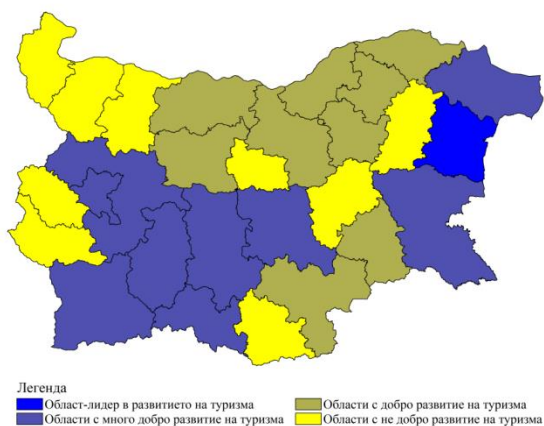 Легенда
Област-лидер в развитието на туризма
Области с добро развитие на туризма
Области с много добро развитие на туризма
Области с не добро развитие на туризма